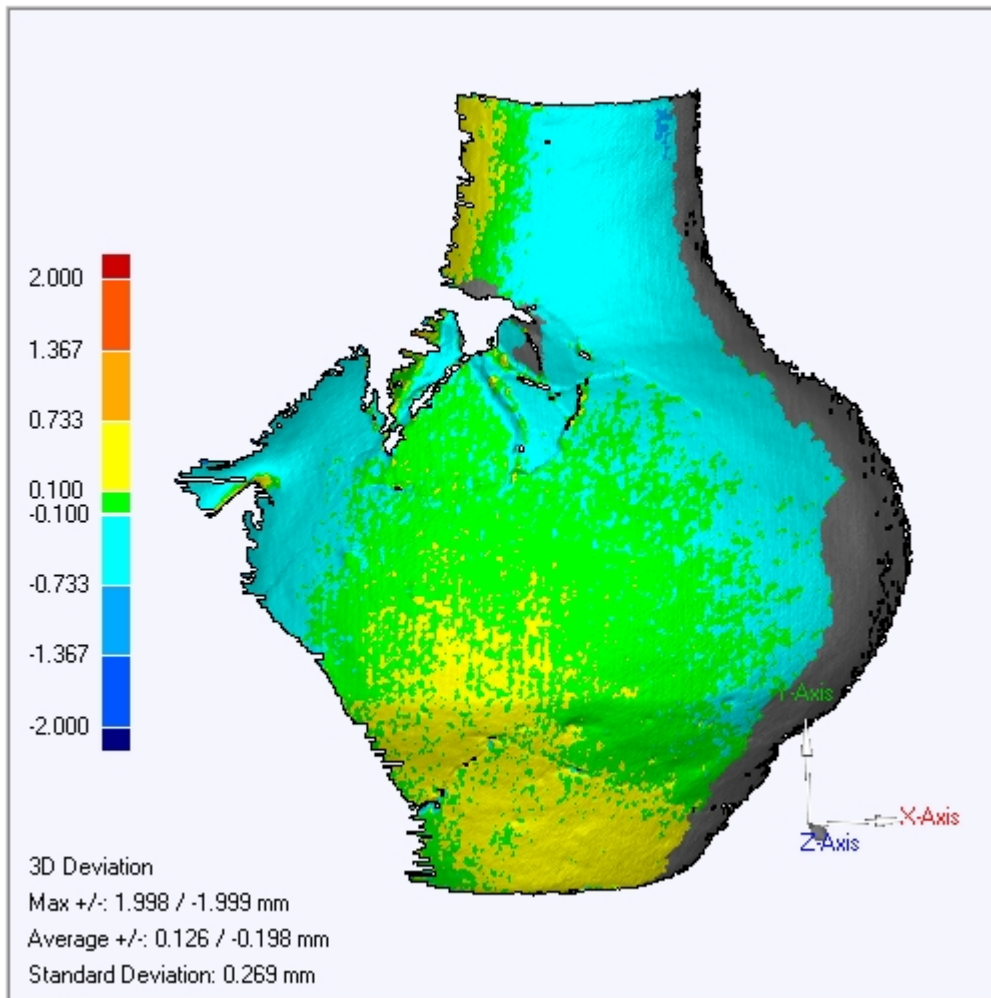 2.000
1.367
0.733
0.100
-0.100
-0.733
-1.367
-2.000
Y-Axis
X-Axis
Z-Axis
3D Deviation
Max +/-: 1.998 / -1.999 mm
Average +/-: 0.126 / -0.198 mm
Standard Deviation: 0.269 mm